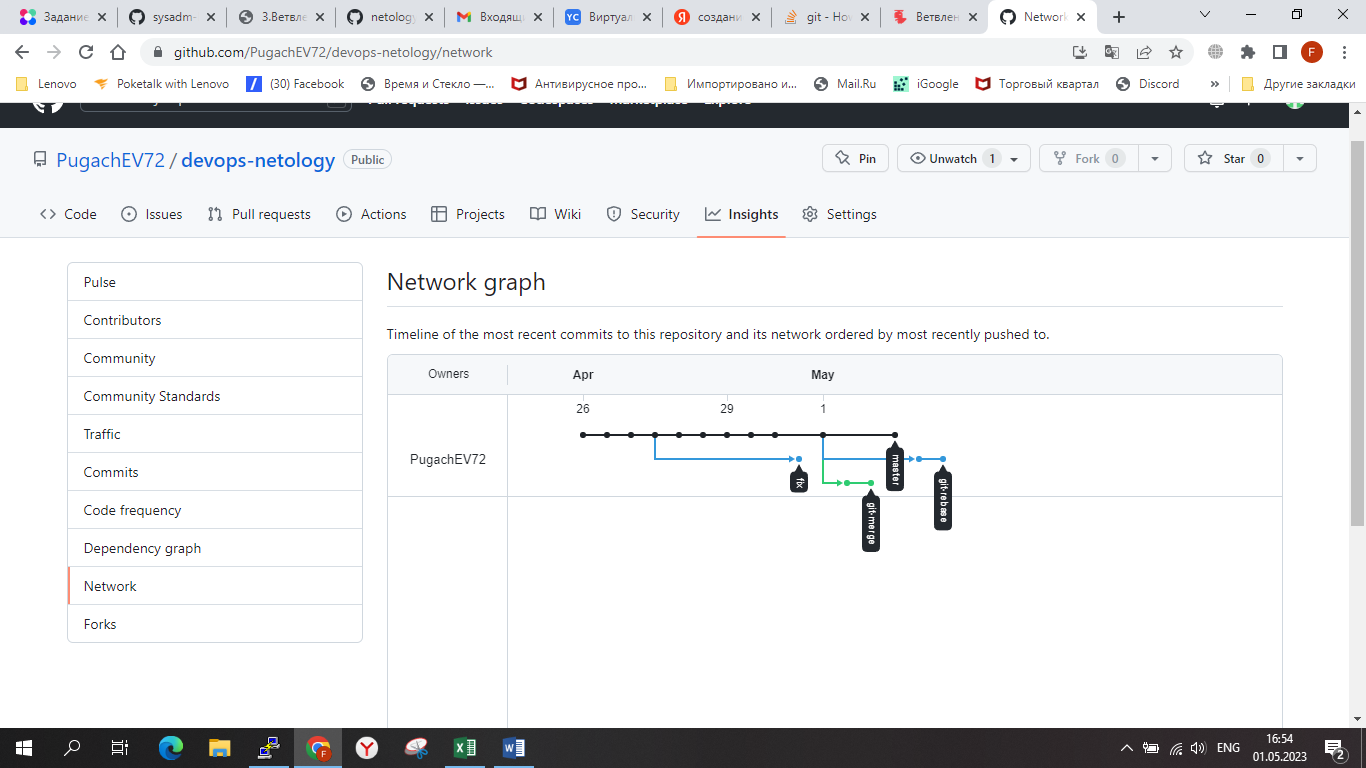 Задание
sysadm-
3.Ветвле
netology
Входящ
Виртуал
создани
git - Hov
Ветвлен
Network
github.com/PugachEV72/devops-netology/network
F
Lenovo
Poketalk with Lenovo
(30) Facebook
Время и Стекло —...
Антивирусное про...
Импортировано и...
Mail.Ru
iGoogle
Торговый квартал
Discord
»
Другие закладки
PugachEV72 / devops-netology Public
Pin
Unwatch 1
Fork 0
Star 0
Code
Issues
Pull requests
Actions
Projects
Wiki
Security
Insights
Settings
Pulse
Contributors
Community
Community Standards
Traffic
Commits
Code frequency
Dependency graph
Network
Forks
Network graph
Timeline of the most recent commits to this repository and its network ordered by most recently pushed to.
Owners
Apr
May
26
29
1
PugachEV72
fix
master
git-merge
git-rebase
ENG
16:54
01.05.2023
2